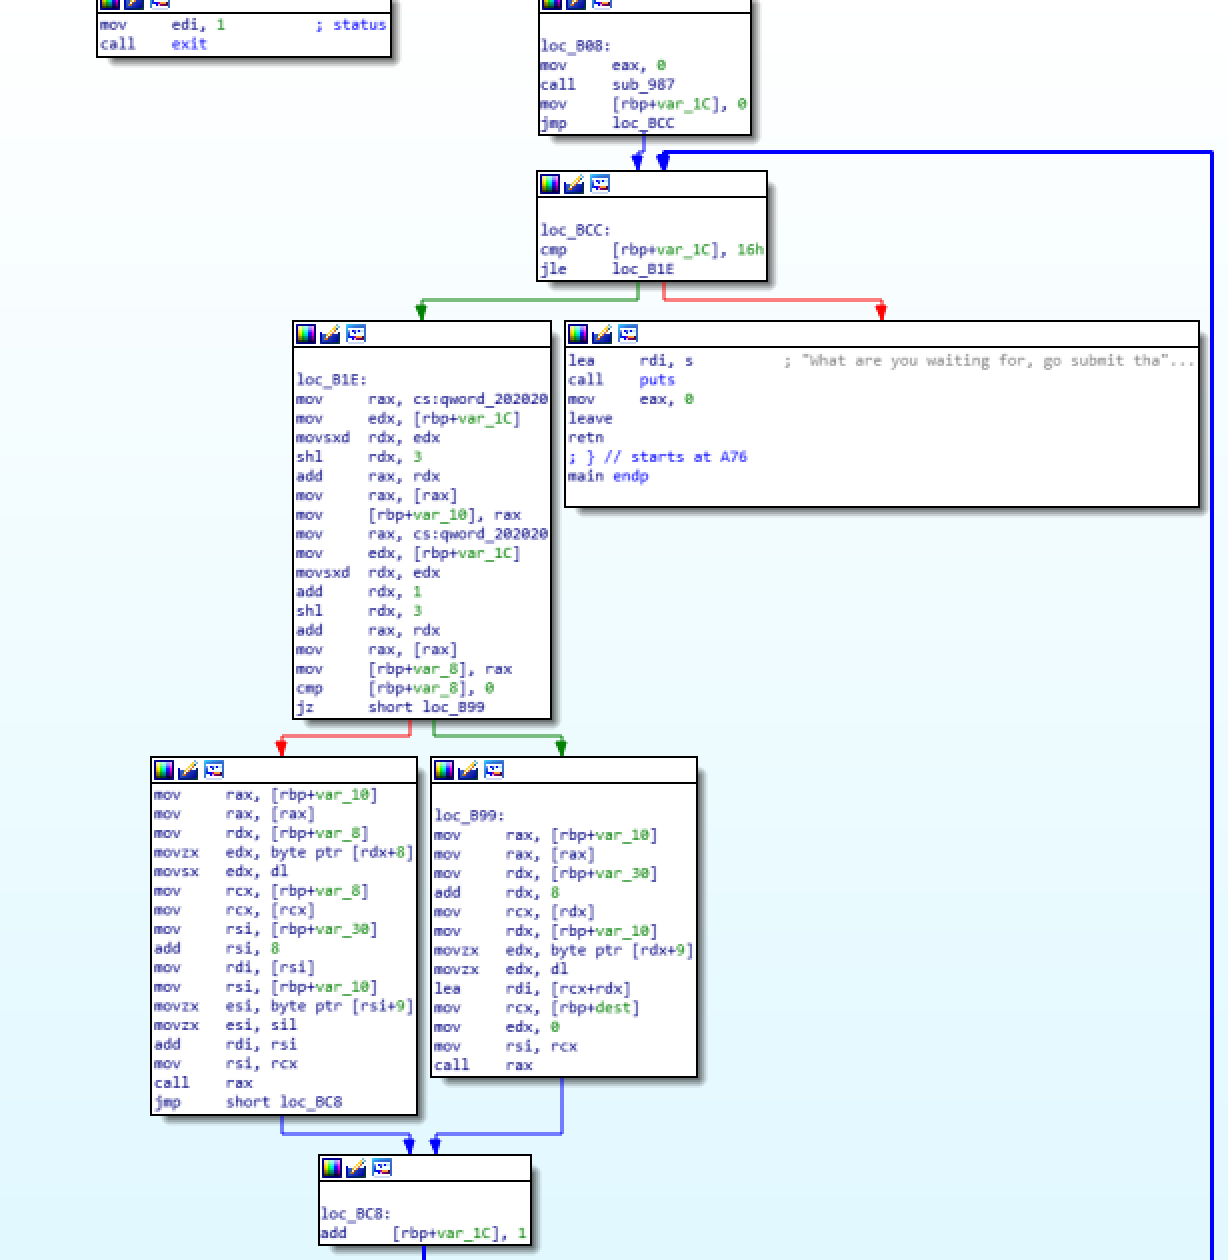 mov edi, 1 ; status
call exit
loc_B08:
mov eax, 0
call sub_987
mov [rbp+var_1C], 0
jmp loc_BCC
loc_BCC:
cmp [rbp+var_1C], 16h
jle loc_B1E
loc_B1E:
mov rax, cs:qword_202020
mov edx, [rbp+var_1C]
movsxd rdx, edx
shl rdx, 3
add rax, rdx
mov rax, [rax]
mov [rbp+var_10], rax
mov rax, cs:qword_202020
mov edx, [rbp+var_1C]
movsxd rdx, edx
add rdx, 1
shl rdx, 3
add rax, rdx
mov rax, [rax]
mov [rbp+var_8], rax
cmp [rbp+var_8], 0
jz short loc_B99
lea rdi, s ; "What are you waiting for, go submit tha"...
call puts
mov eax, 0
leave
retn
; } // starts at A76
main endp
mov rax, [rbp+var_10]
mov rax, [rax]
mov rdx, [rbp+var_8]
movzx edx, byte ptr [rdx+8]
movsx edx, dl
mov rcx, [rbp+var_8]
mov rcx, [rcx]
mov rsi, [rbp+var_30]
add rsi, 8
mov rdi, [rsi]
mov rsi, [rbp+var_10]
movzx esi, byte ptr [rsi+9]
movzx esi, sil
add rdi, rsi
mov rsi, rcx
call rax
jmp short loc_BC8
loc_B99:
mov rax, [rbp+var_10]
mov rax, [rax]
mov rdx, [rbp+var_30]
add rdx, 8
mov rcx, [rdx]
mov rdx, [rbp+var_10]
movzx edx, byte ptr [rdx+9]
movzx edx, dl
lea rdi, [rcx+rdx]
mov rcx, [rbp+dest]
mov edx, 0
mov rsi, rcx
call rax
loc_BC8:
add [rbp+var_1C], 1